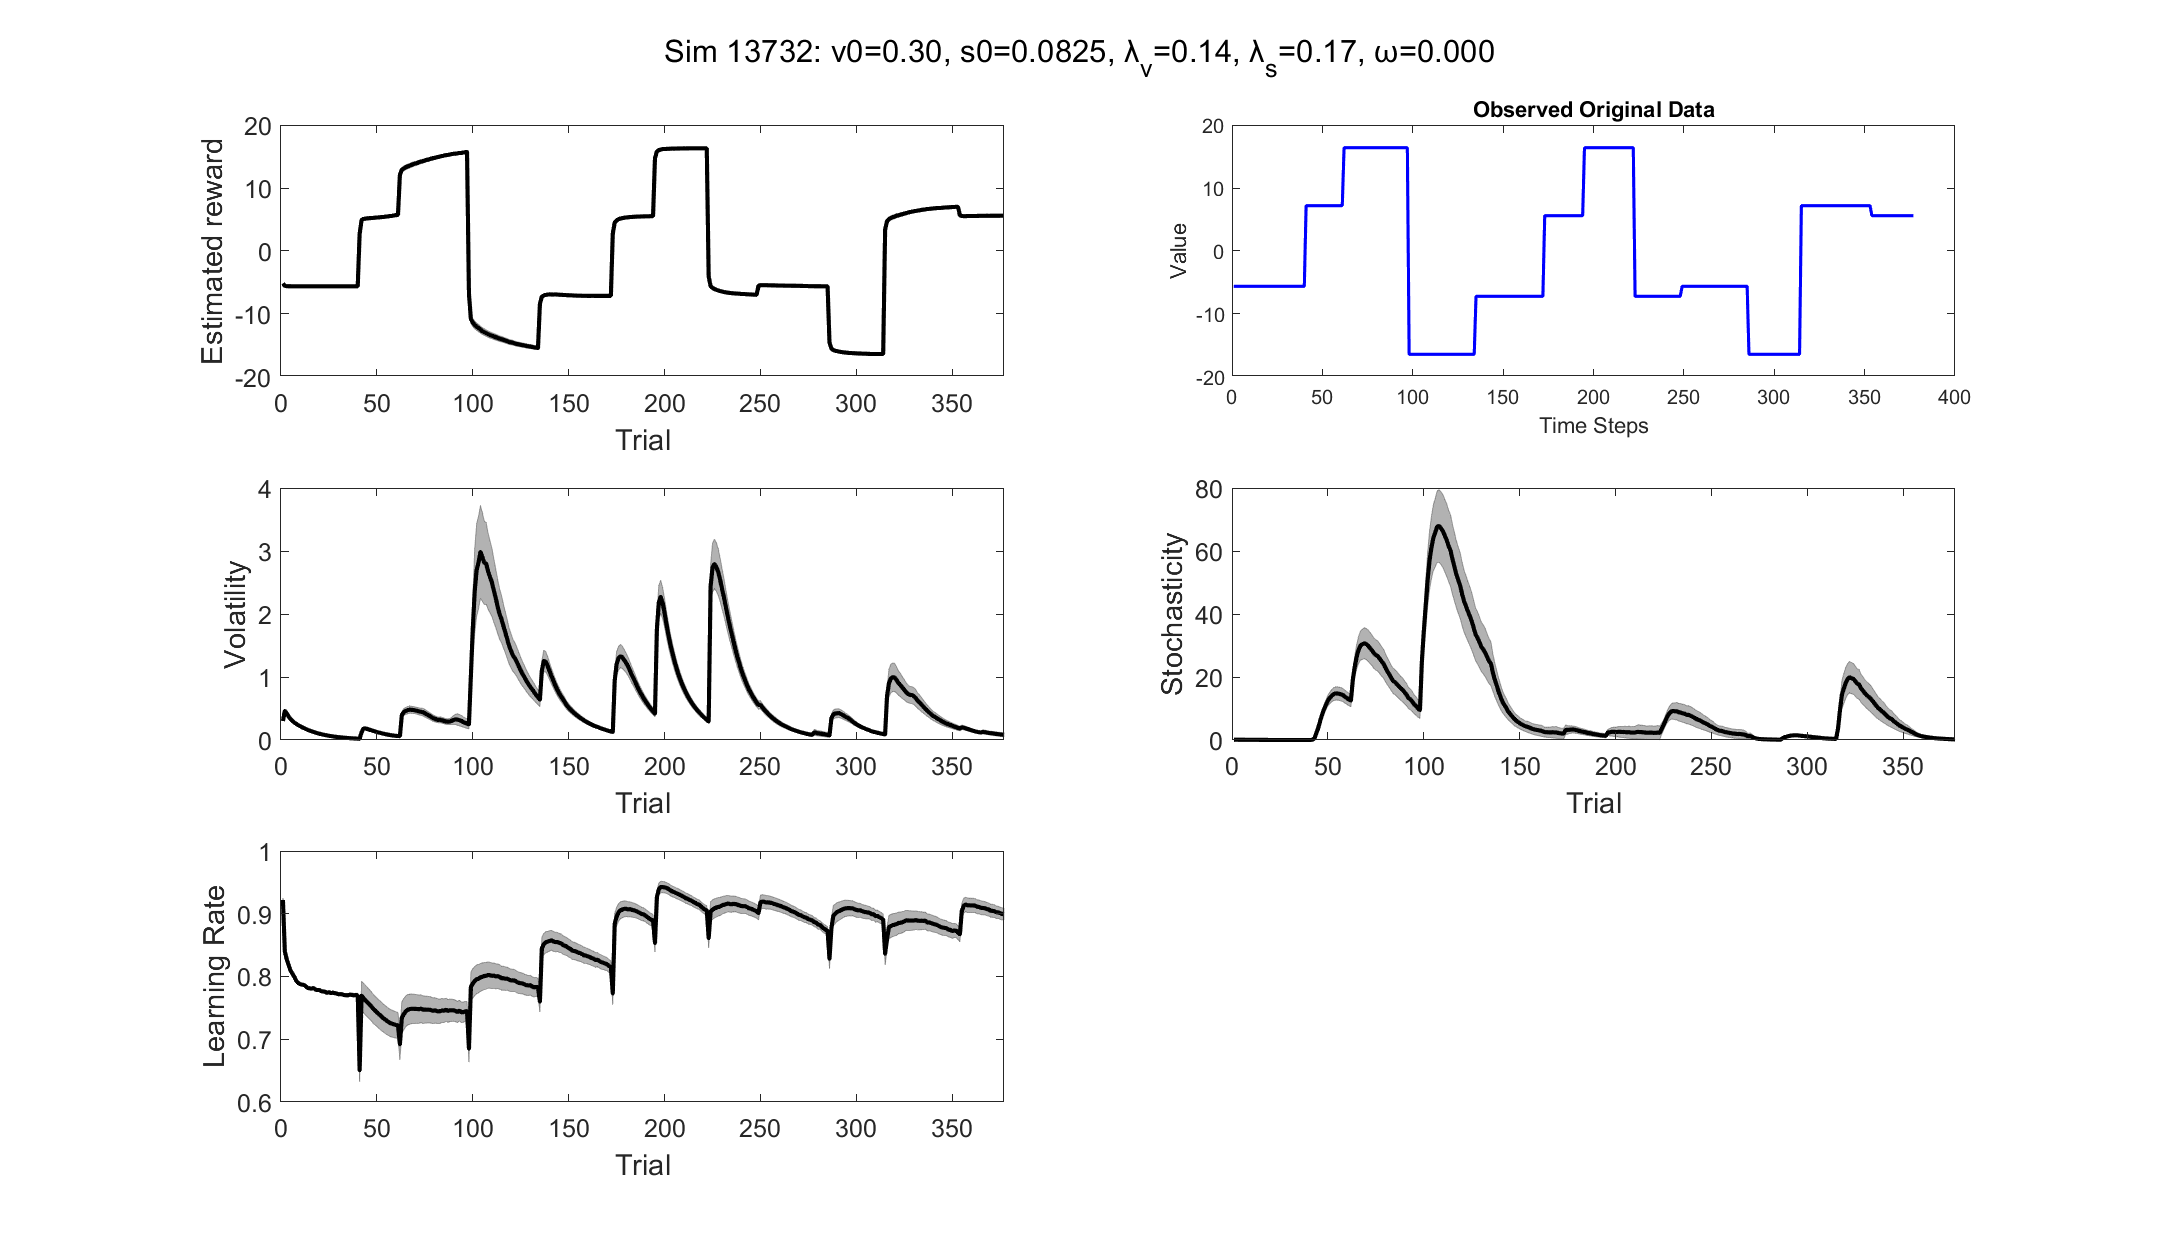 Sim 13732: v0=0.30, s0=0.0825, λv=0.14, λs=0.17, ω=0.000
Estimated reward
20
10
0
-10
-20
0 50 100 150 200 250 300 350
Trial
Observed Original Data
Value
20
10
0
-10
-20
0 50 100 150 200 250 300 350 400
Time Steps
Volatility
4
3
2
1
0
0 50 100 150 200 250 300 350
Trial
Stochasticity
80
60
40
20
0
0 50 100 150 200 250 300 350
Trial
Learning Rate
1
0.9
0.8
0.7
0.6
0 50 100 150 200 250 300 350
Trial